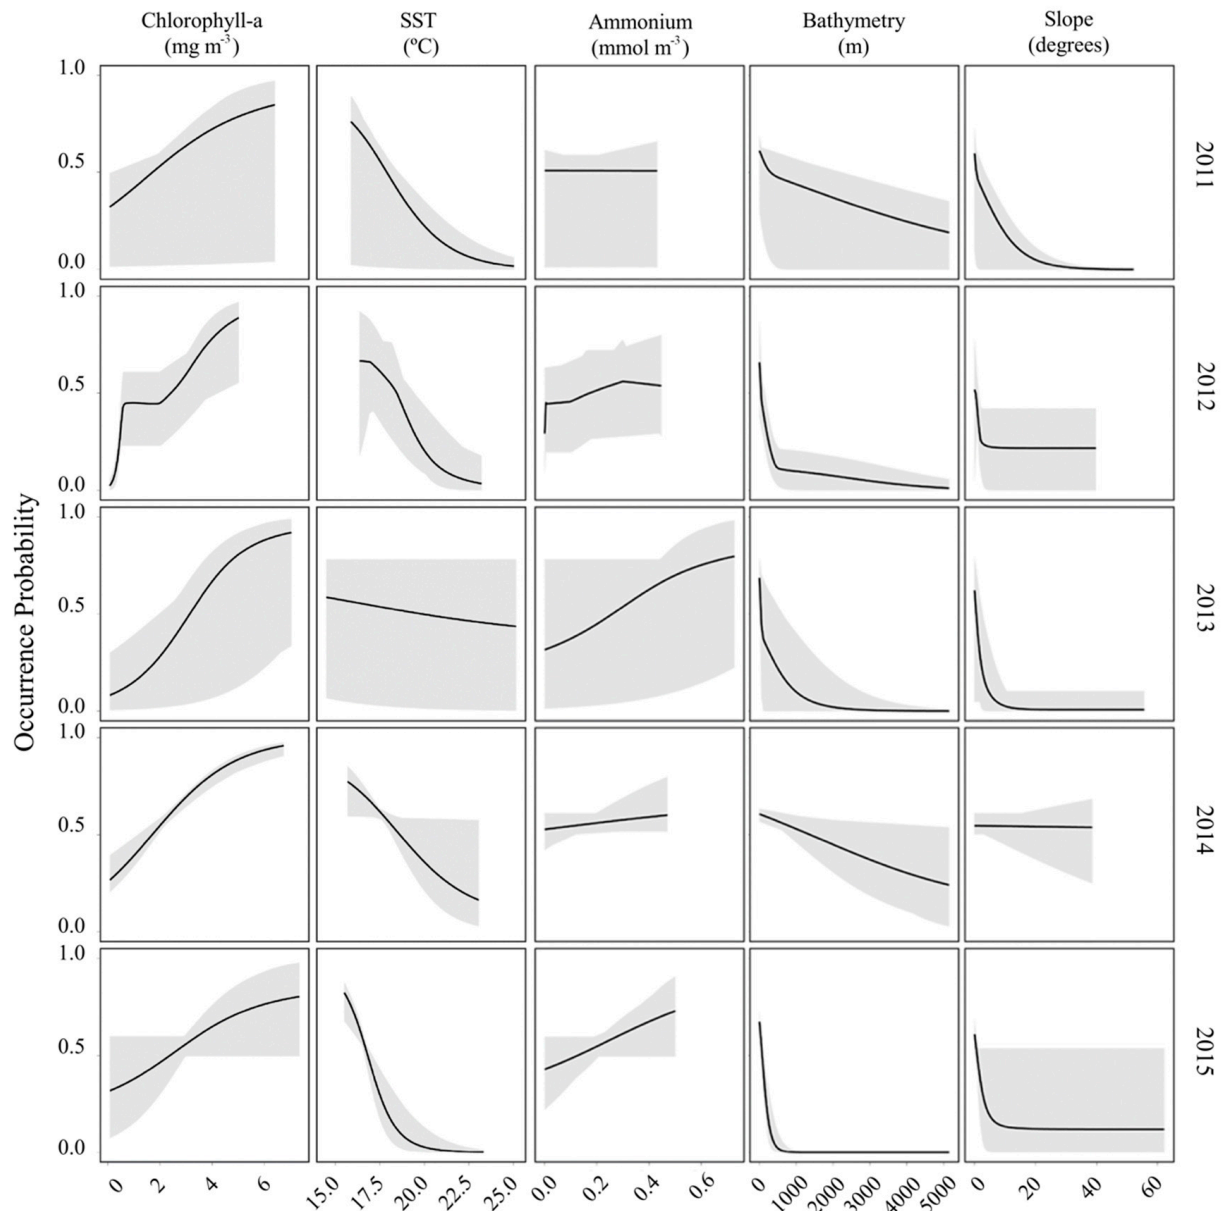 Chlorophyll-a
(mg m-3)
SST
(ºC)
Ammonium
(mmol m-3)
Bathymetry
(m)
Slope
(degrees)
Occurrence Probability
1.0
0.5
0.0
2011
1.0
0.5
0.0
2012
1.0
0.5
0.0
2013
1.0
0.5
0.0
2014
1.0
0.5
0.0
2015
0 2 4 6
15.0 17.5 20.0 22.5 25.0
0.0 0.2 0.4 0.6
0 1000 2000 3000 4000 5000
0 20 40 60